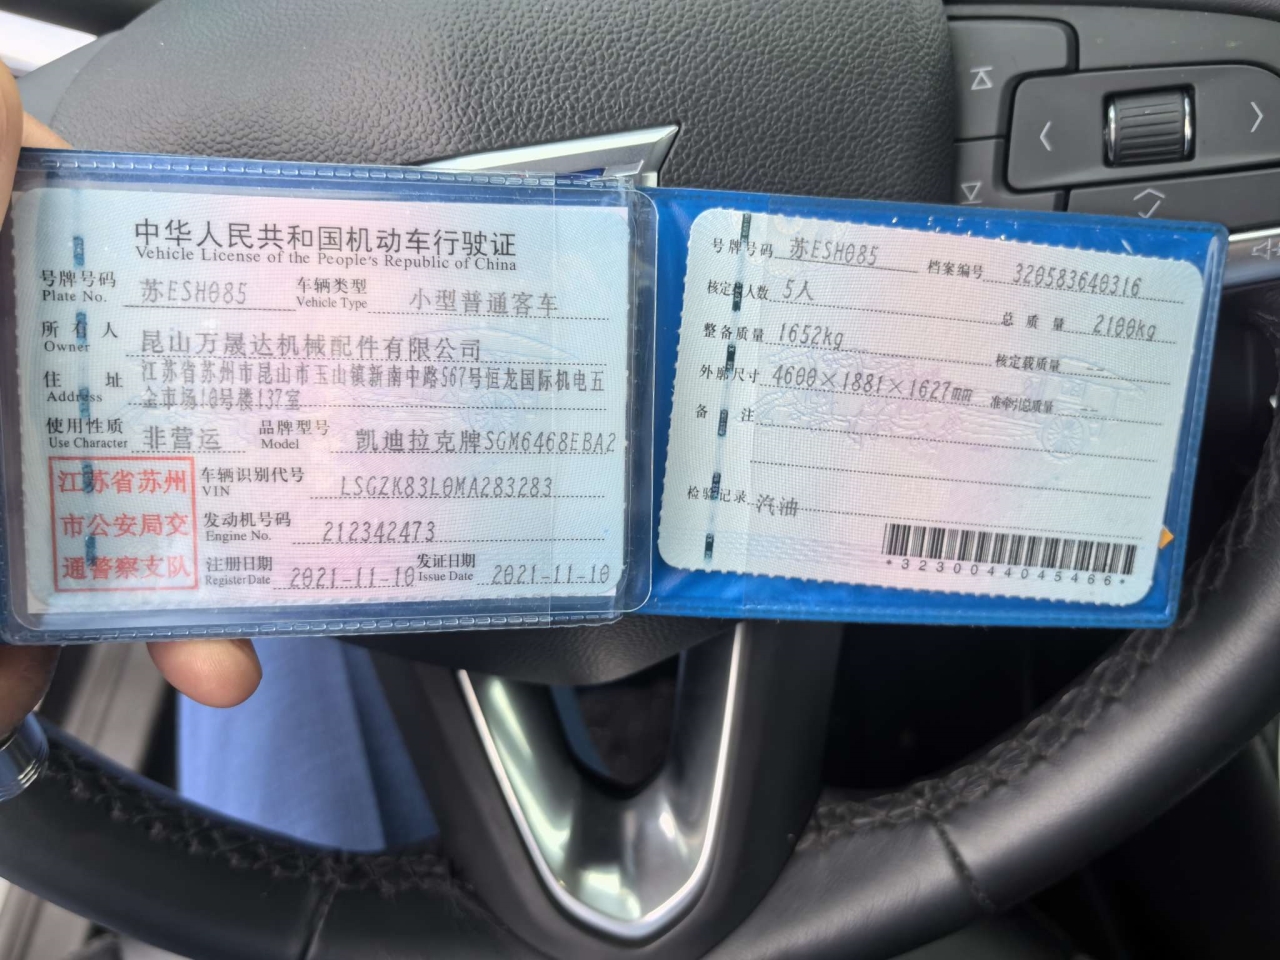 中华人民共和国机动车行驶证
Vehicle License of the People's Republic of China
号牌号码 苏ESH085 车辆类型 小型普通客车
Plate No. Vehicle Type
所有人 昆山万晟达机械配件有限公司
Owner
住址 江苏省苏州市昆山市玉山镇新南中路567号恒龙国际机电五
Address 金市场10号楼137室
使用性质 非营运 品牌型号 凯迪拉克牌SGM6468EBA2
Use Character Model
江苏省苏州
市公安局交
通警察支队
车辆识别代号 LSGZK83L0MA283283
VIN
发动机号码 212342473
Engine No.
注册日期 2021-11-10 发证日期 2021-11-10
Register Date Issue Date
号牌号码 苏ESH085 档案编号 320583640316
核定人数 5人 总质量 2100kg
整备质量 1652kg 核定载质量 --
外廓尺寸 4600×1881×1627mm 准牵引总质量 --
备注
检验记录 汽油
*3230044045466*